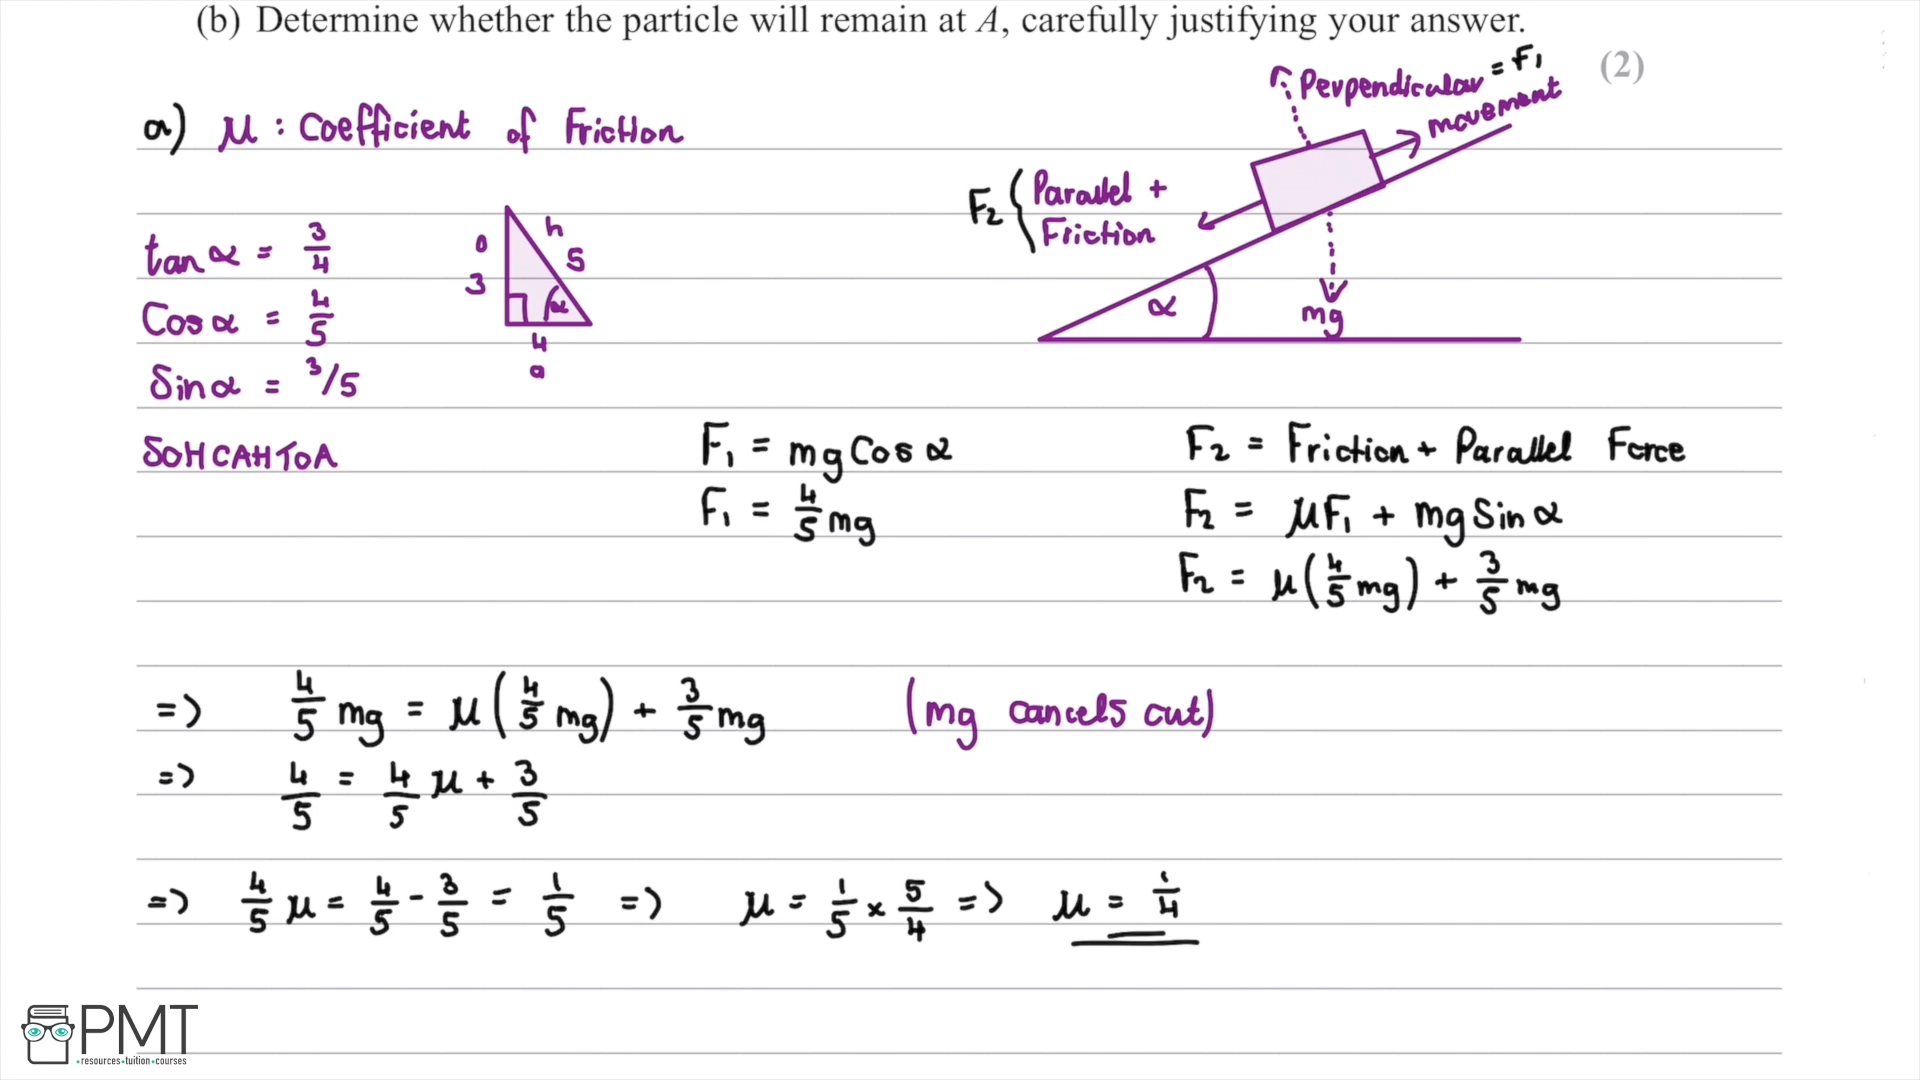 (b) Determine whether the particle will remain at A, carefully justifying your answer.
(2)
a) μ : Coefficient of Friction
Perpendicular = F₁
movement
F₂ { Parallel +
Friction
α
mg
o
3
h
5
α
4
a
tan α = 3/4
Cos α = 4/5
Sin α = 3/5
SOHCAHTOA
F₁ = mg Cos α
F₁ = 4/5 mg
F₂ = Friction + Parallel Force
F₂ = μF₁ + mg Sin α
F₂ = μ(4/5 mg) + 3/5 mg
=> 4/5 mg = μ(4/5 mg) + 3/5 mg (mg cancels out)
=> 4/5 = 4/5 μ + 3/5
=> 4/5 μ = 4/5 - 3/5 = 1/5 => μ = 1/5 × 5/4 => μ = 1/4
PMT
•resources•tuition•courses